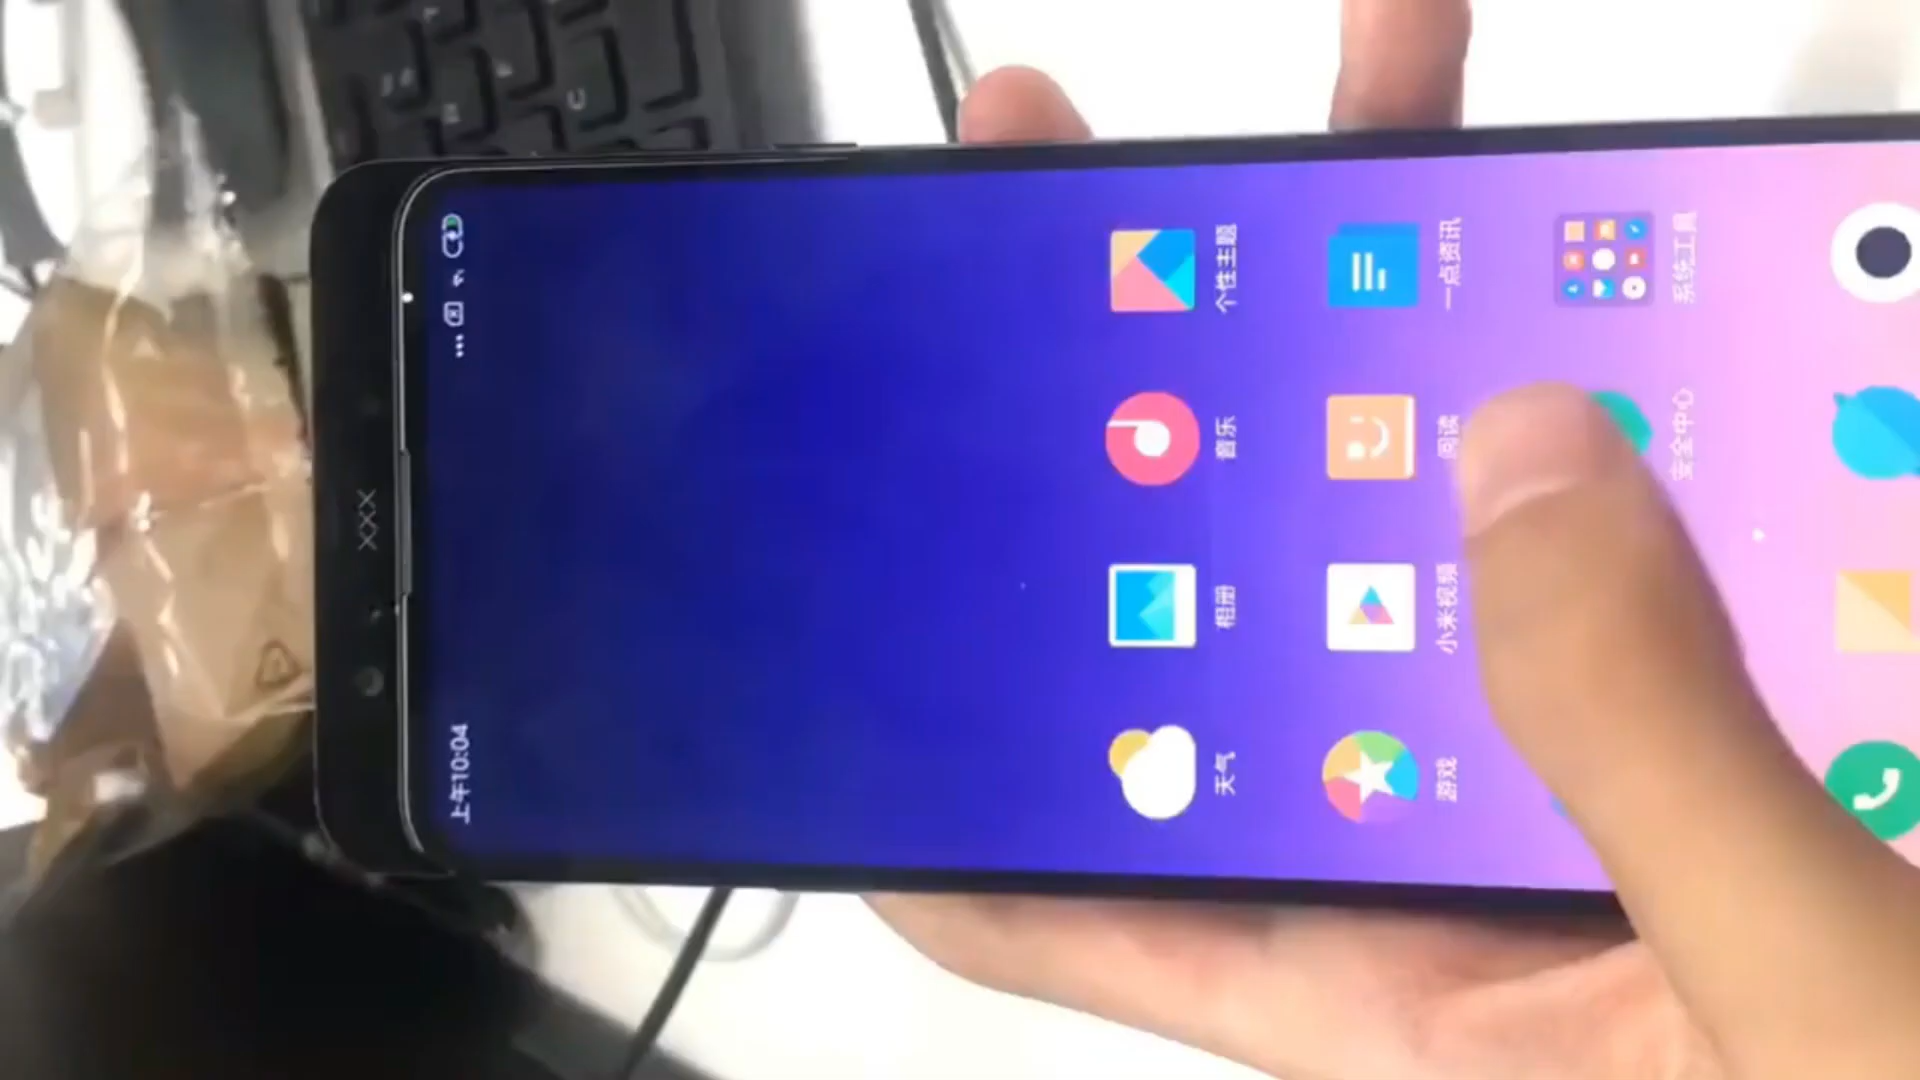 上午10:04
XXX
天气
相册
音乐
个性主题
游戏
小米视频
阅读
一点资讯
安全中心
系统工具
C